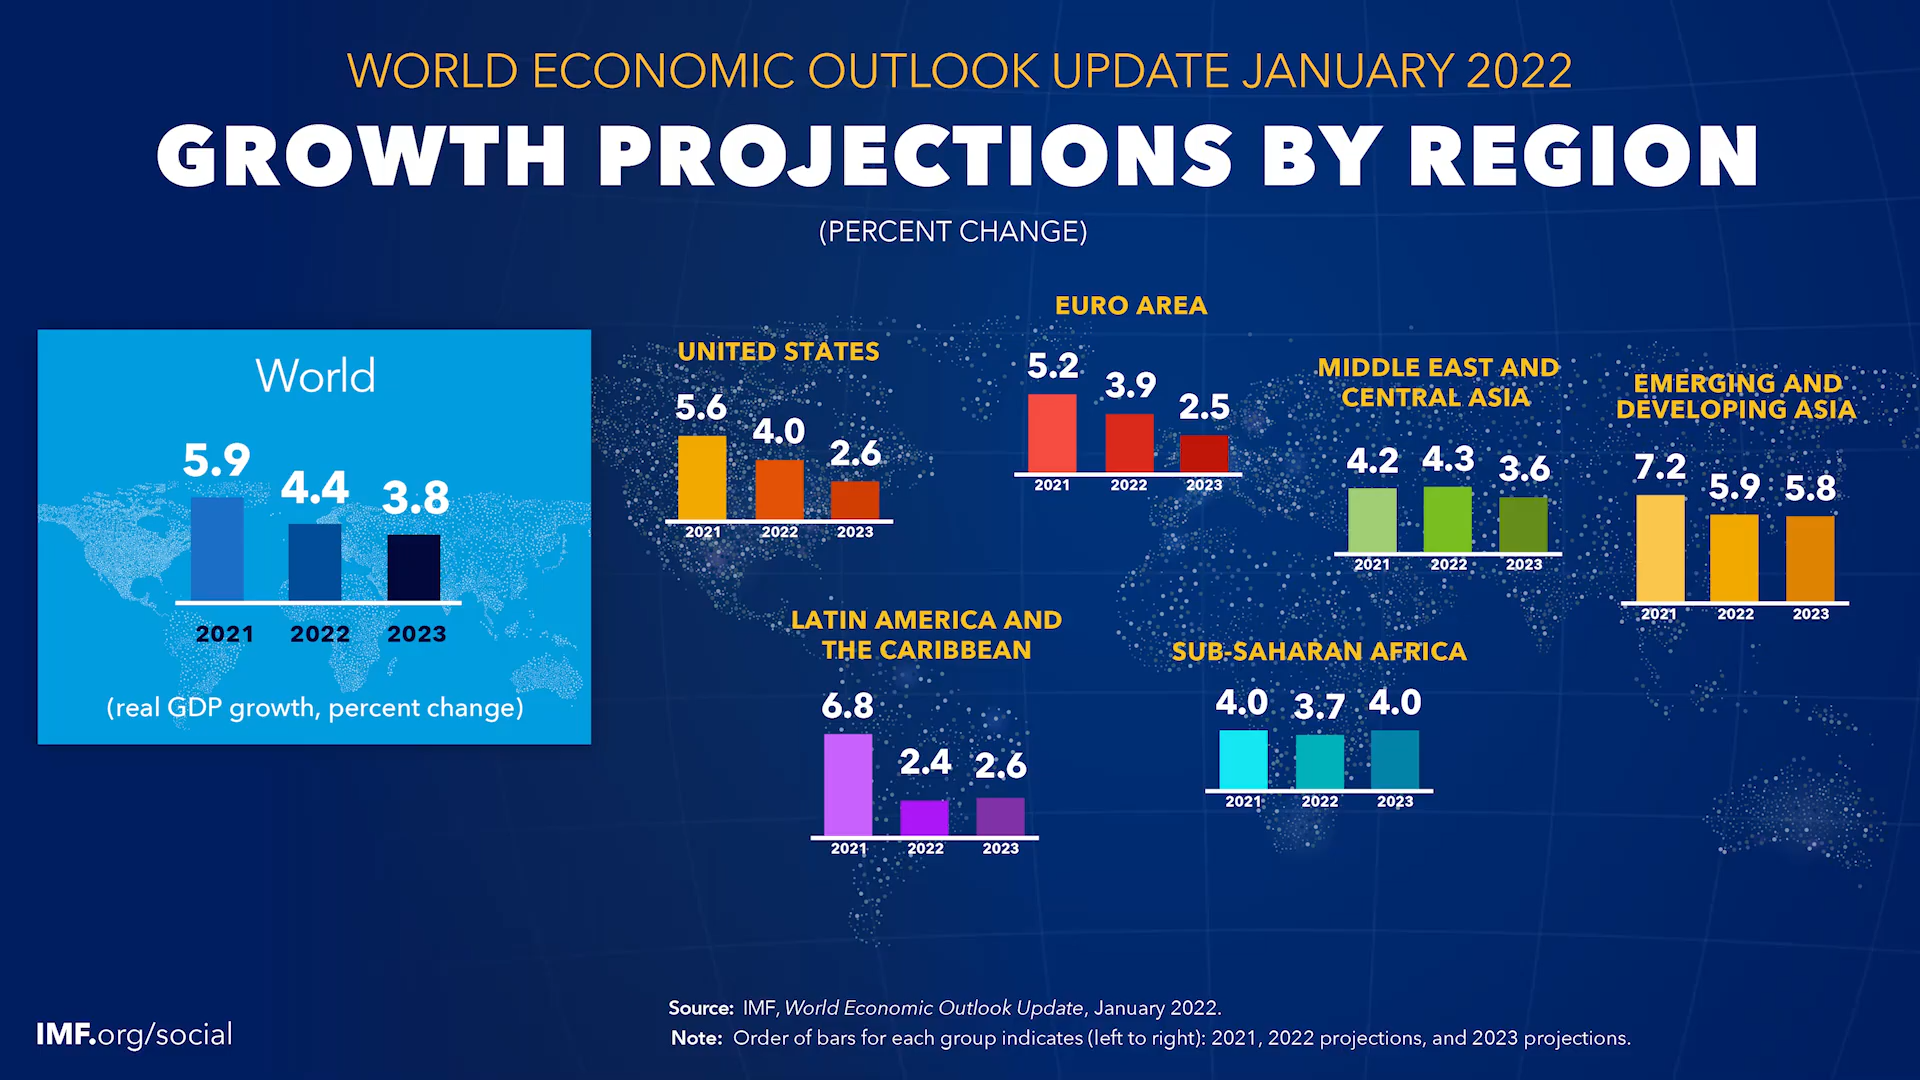 WORLD ECONOMIC OUTLOOK UPDATE JANUARY 2022
GROWTH PROJECTIONS BY REGION
(PERCENT CHANGE)
World
5.9 4.4 3.8
2021 2022 2023
(real GDP growth, percent change)
UNITED STATES
5.6 4.0 2.6
2021 2022 2023
EURO AREA
5.2 3.9 2.5
2021 2022 2023
MIDDLE EAST AND
CENTRAL ASIA
4.2 4.3 3.6
2021 2022 2023
EMERGING AND
DEVELOPING ASIA
7.2 5.9 5.8
2021 2022 2023
LATIN AMERICA AND
THE CARIBBEAN
6.8 2.4 2.6
2021 2022 2023
SUB-SAHARAN AFRICA
4.0 3.7 4.0
2021 2022 2023
Source: IMF, World Economic Outlook Update, January 2022.
Note: Order of bars for each group indicates (left to right): 2021, 2022 projections, and 2023 projections.
IMF.org/social